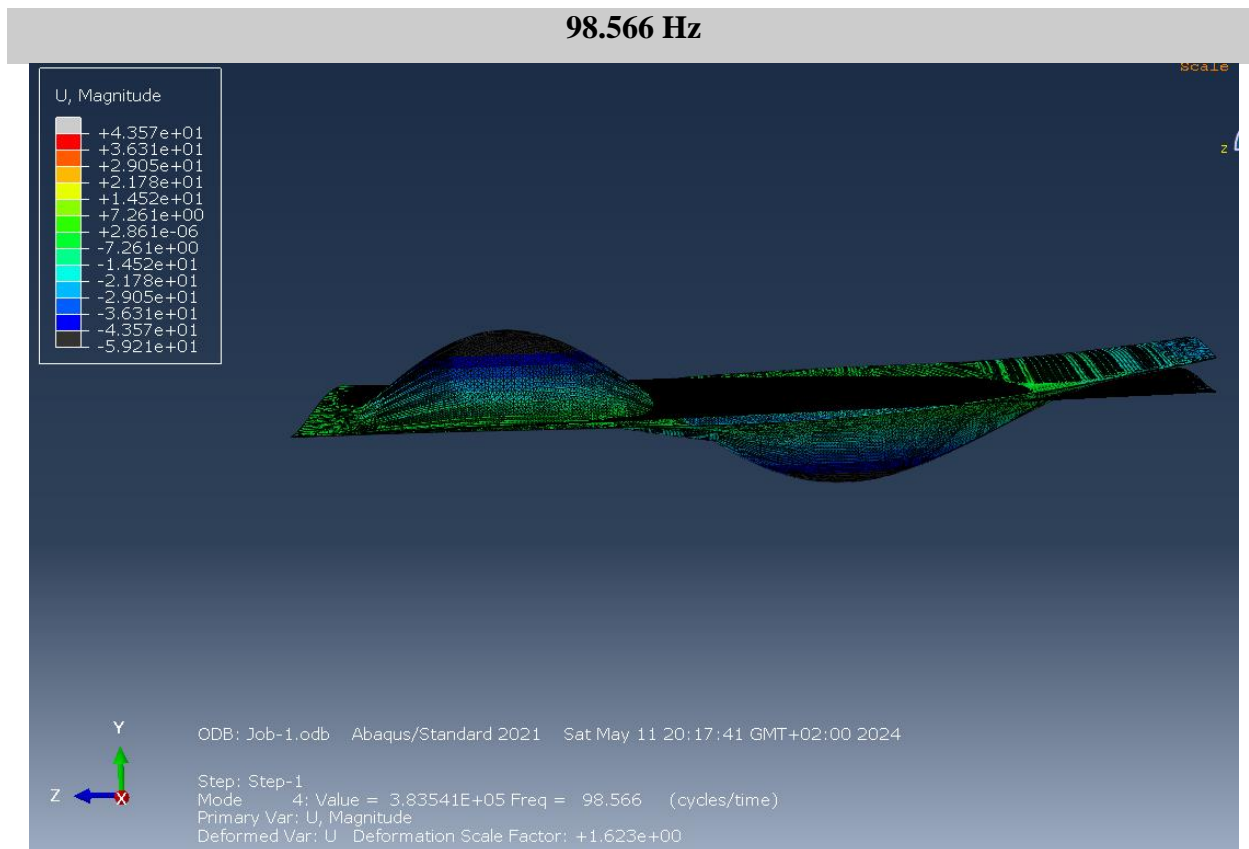 98.566 Hz
Scale
U, Magnitude
+4.357e+01
+3.631e+01
+2.905e+01
+2.178e+01
+1.452e+01
+7.261e+00
+2.861e-06
-7.261e+00
-1.452e+01
-2.178e+01
-2.905e+01
-3.631e+01
-4.357e+01
-5.921e+01
z
Y
Z
X
ODB: Job-1.odb    Abaqus/Standard 2021    Sat May 11 20:17:41 GMT+02:00 2024
Step: Step-1
Mode        4: Value =  3.83541E+05 Freq =   98.566    (cycles/time)
Primary Var: U, Magnitude
Deformed Var: U   Deformation Scale Factor: +1.623e+00